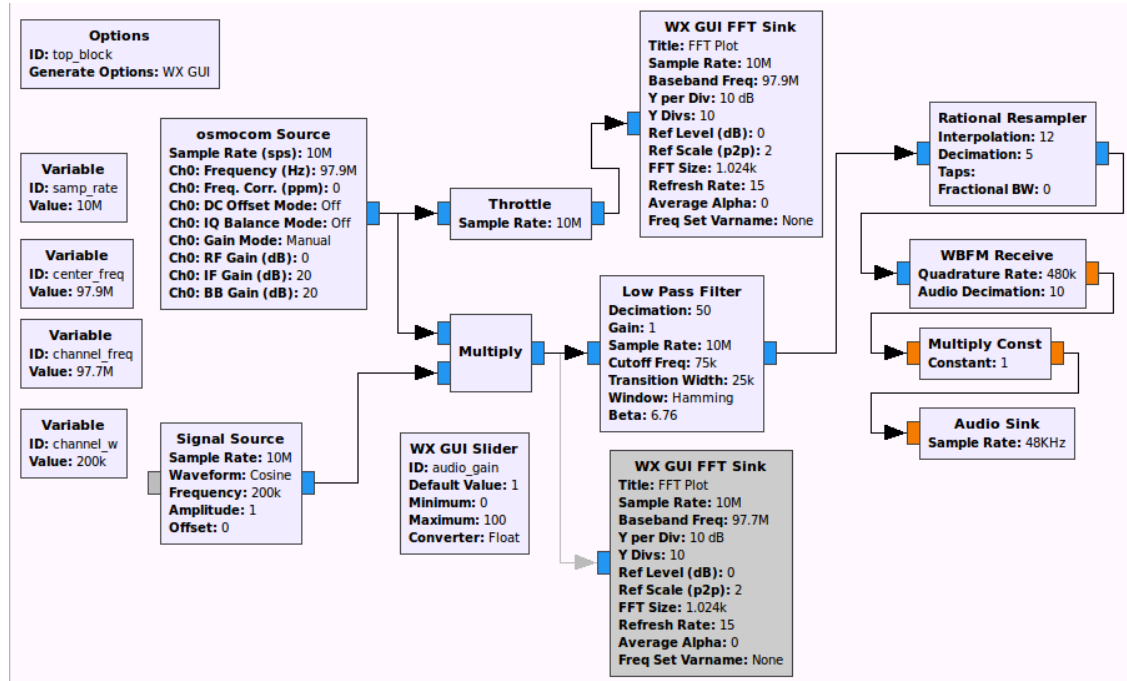 Options
ID: top_block
Generate Options: WX GUI
Variable
ID: samp_rate
Value: 10M
Variable
ID: center_freq
Value: 97.9M
Variable
ID: channel_freq
Value: 97.7M
Variable
ID: channel_w
Value: 200k
osmocom Source
Sample Rate (sps): 10M
Ch0: Frequency (Hz): 97.9M
Ch0: Freq. Corr. (ppm): 0
Ch0: DC Offset Mode: Off
Ch0: IQ Balance Mode: Off
Ch0: Gain Mode: Manual
Ch0: RF Gain (dB): 0
Ch0: IF Gain (dB): 20
Ch0: BB Gain (dB): 20
Signal Source
Sample Rate: 10M
Waveform: Cosine
Frequency: 200k
Amplitude: 1
Offset: 0
Throttle
Sample Rate: 10M
Multiply
WX GUI Slider
ID: audio_gain
Default Value: 1
Minimum: 0
Maximum: 100
Converter: Float
WX GUI FFT Sink
Title: FFT Plot
Sample Rate: 10M
Baseband Freq: 97.9M
Y per Div: 10 dB
Y Divs: 10
Ref Level (dB): 0
Ref Scale (p2p): 2
FFT Size: 1.024k
Refresh Rate: 15
Average Alpha: 0
Freq Set Varname: None
Low Pass Filter
Decimation: 50
Gain: 1
Sample Rate: 10M
Cutoff Freq: 75k
Transition Width: 25k
Window: Hamming
Beta: 6.76
WX GUI FFT Sink
Title: FFT Plot
Sample Rate: 10M
Baseband Freq: 97.7M
Y per Div: 10 dB
Y Divs: 10
Ref Level (dB): 0
Ref Scale (p2p): 2
FFT Size: 1.024k
Refresh Rate: 15
Average Alpha: 0
Freq Set Varname: None
Rational Resampler
Interpolation: 12
Decimation: 5
Taps:
Fractional BW: 0
WBFM Receive
Quadrature Rate: 480k
Audio Decimation: 10
Multiply Const
Constant: 1
Audio Sink
Sample Rate: 48KHz